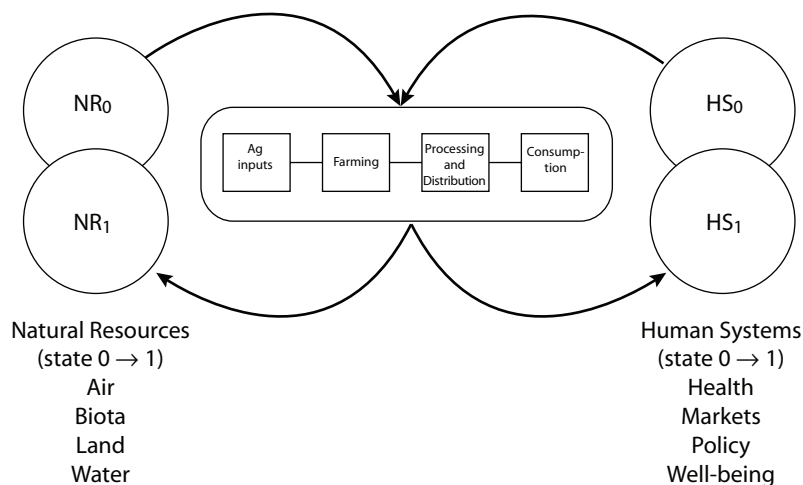 NR₀
HS₀
Ag
inputs
Farming
Processing
and
Distribution
Consump-
tion
NR₁
HS₁
Natural Resources
(state 0 → 1)
Air
Biota
Land
Water
Human Systems
(state 0 → 1)
Health
Markets
Policy
Well-being